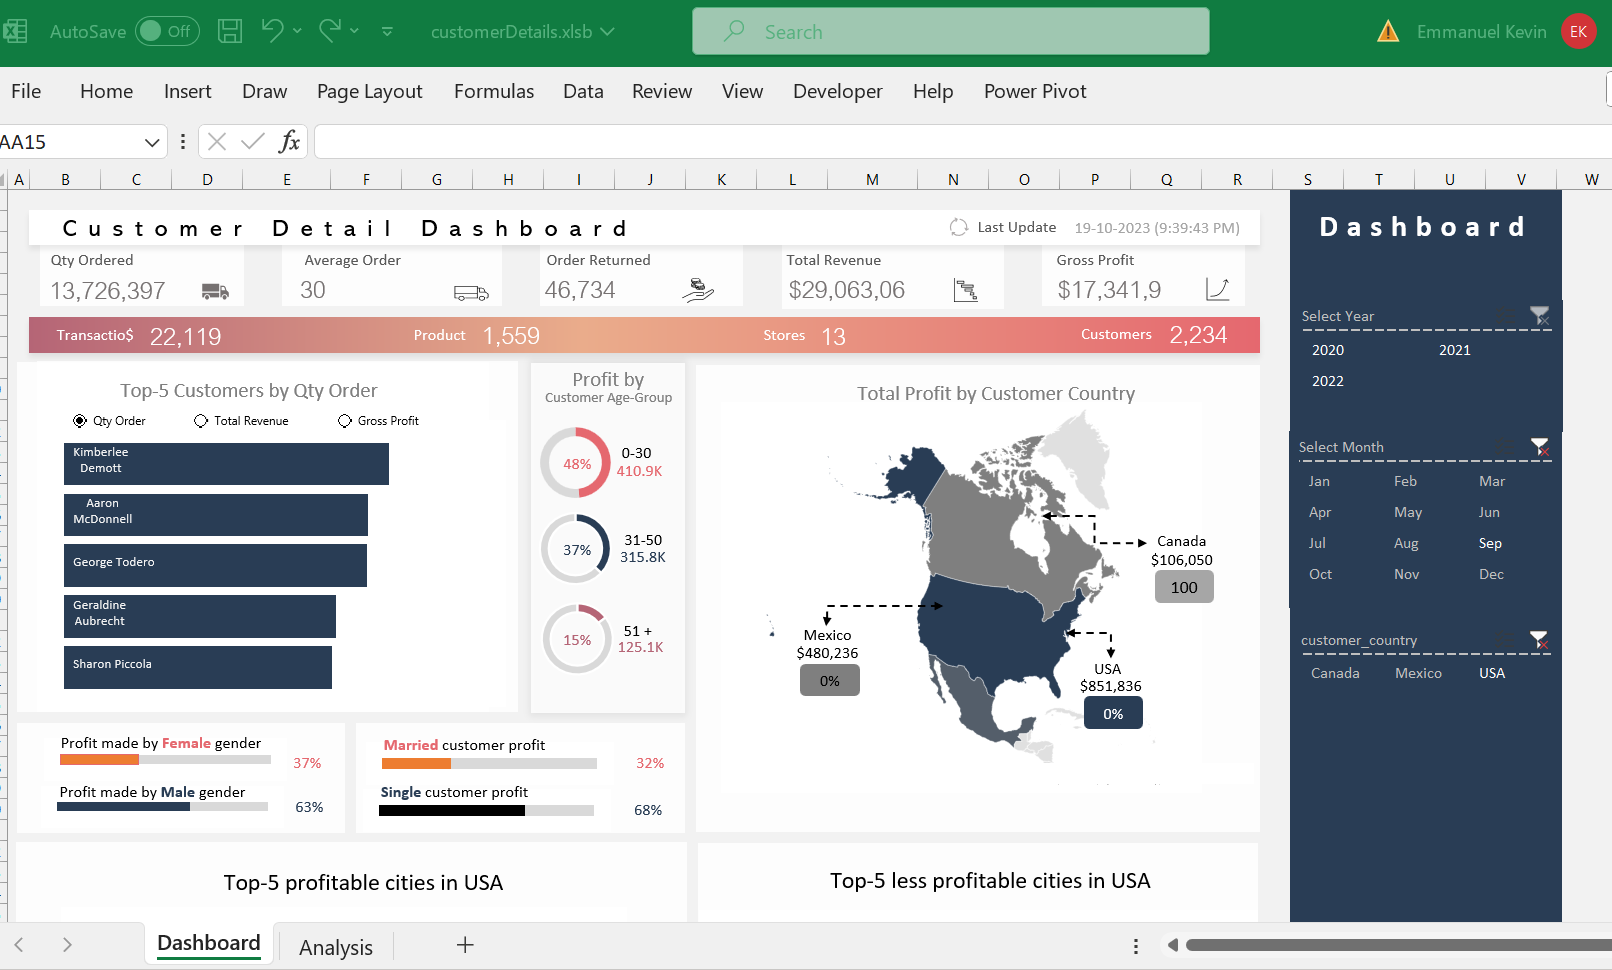 AutoSave Off customerDetails.xlsb Search Emmanuel Kevin EK
File Home Insert Draw Page Layout Formulas Data Review View Developer Help Power Pivot
AA15 fx
A B C D E F G H I J K L M N O P Q R S T U V W
Customer Detail Dashboard
Last Update 19-10-2023 (9:39:43 PM)
Dashboard
Qty Ordered
13,726,397
Average Order
30
Order Returned
46,734
Total Revenue
$29,063,06
Gross Profit
$17,341,9
Transactio$ 22,119 Product 1,559 Stores 13 Customers 2,234
Top-5 Customers by Qty Order
Qty Order Total Revenue Gross Profit
Kimberlee
Demott
Aaron
McDonnell
George Todero
Geraldine
Aubrecht
Sharon Piccola
Profit by
Customer Age-Group
48% 0-30
410.9K
37% 31-50
315.8K
15% 51 +
125.1K
Total Profit by Customer Country
Canada
$106,050
100
Mexico
$480,236
0%
USA
$851,836
0%
Select Year
2020 2021
2022
Select Month
Jan Feb Mar
Apr May Jun
Jul Aug Sep
Oct Nov Dec
customer_country
Canada Mexico USA
Profit made by Female gender
37%
Profit made by Male gender
63%
Married customer profit
32%
Single customer profit
68%
Top-5 profitable cities in USA
Top-5 less profitable cities in USA
Dashboard Analysis